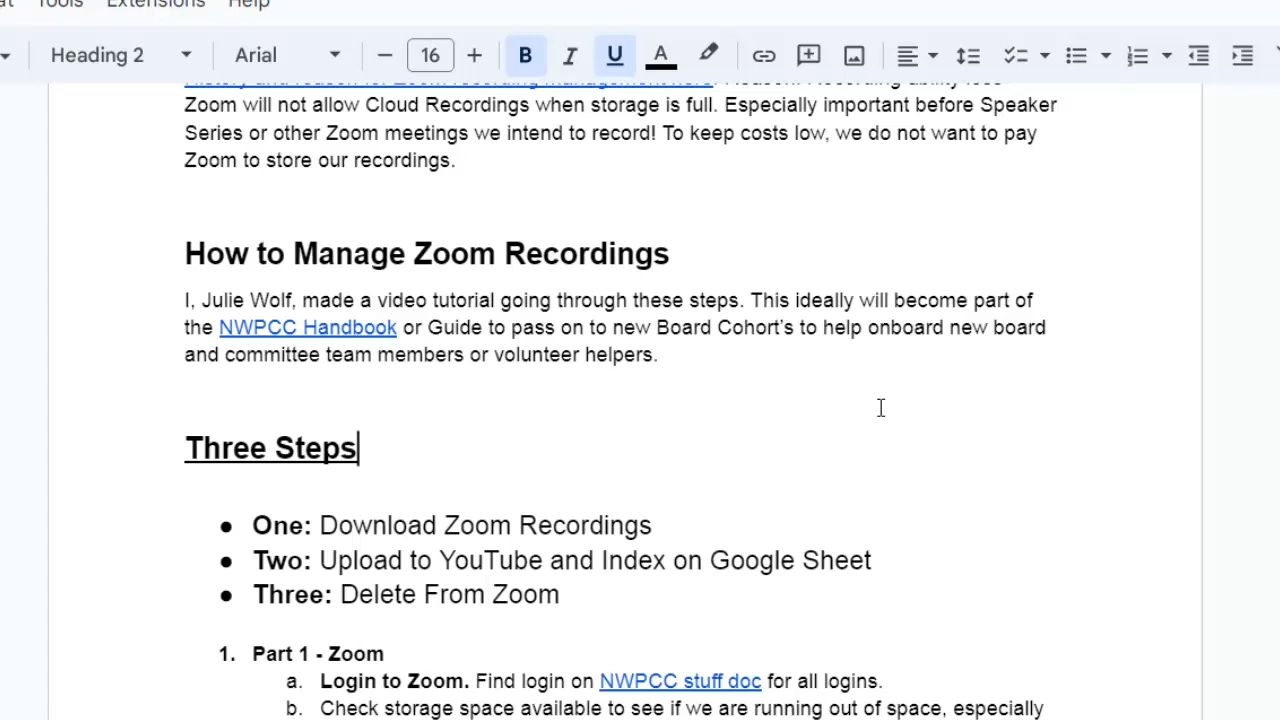 Tools Extensions Help
Heading 2 Arial 16 B I U A
Zoom will not allow Cloud Recordings when storage is full. Especially important before Speaker
Series or other Zoom meetings we intend to record! To keep costs low, we do not want to pay
Zoom to store our recordings.
How to Manage Zoom Recordings
I, Julie Wolf, made a video tutorial going through these steps. This ideally will become part of
the NWPCC Handbook or Guide to pass on to new Board Cohort's to help onboard new board
and committee team members or volunteer helpers.
Three Steps
● One: Download Zoom Recordings
● Two: Upload to YouTube and Index on Google Sheet
● Three: Delete From Zoom
1. Part 1 - Zoom
a. Login to Zoom. Find login on NWPCC stuff doc for all logins.
b. Check storage space available to see if we are running out of space, especially